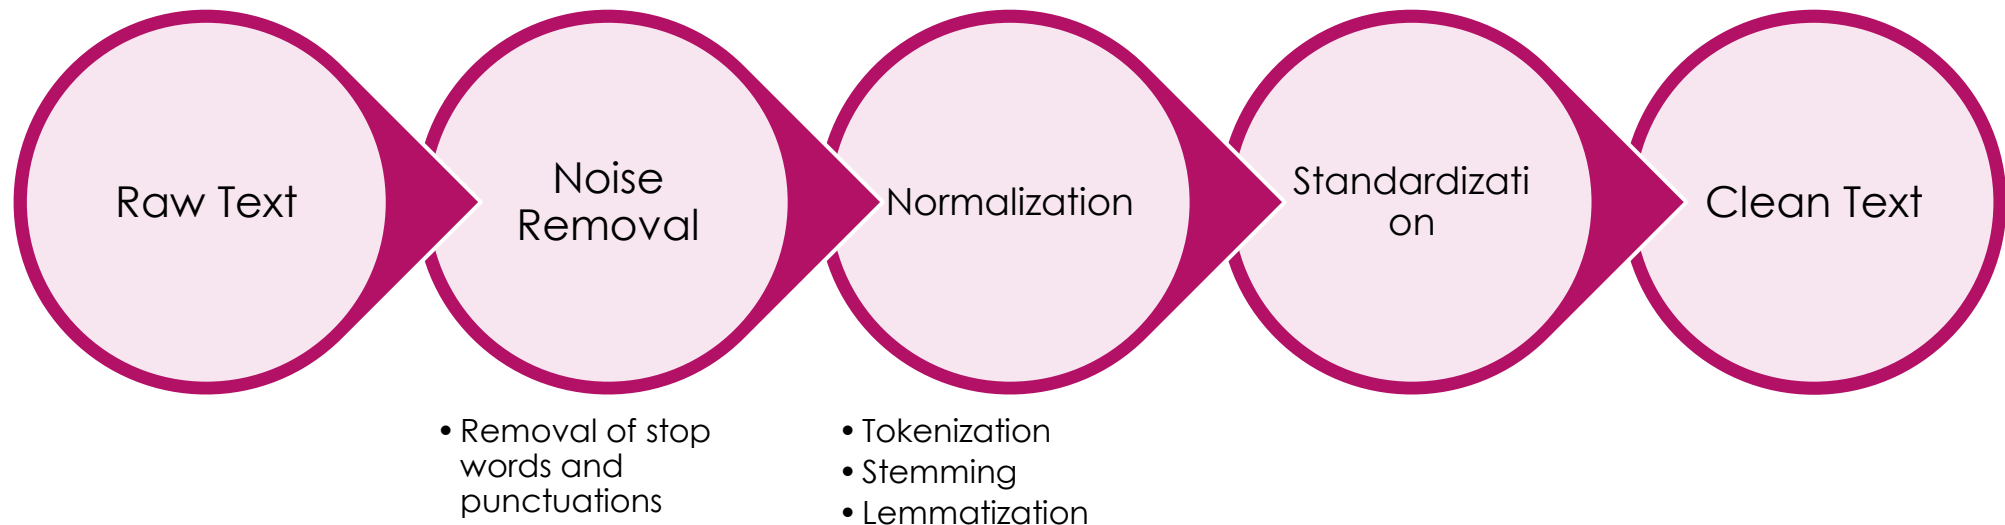 Raw Text
Noise
Removal
Normalization
Standardizati
on
Clean Text
• Removal of stop
words and
punctuations
• Tokenization
• Stemming
• Lemmatization